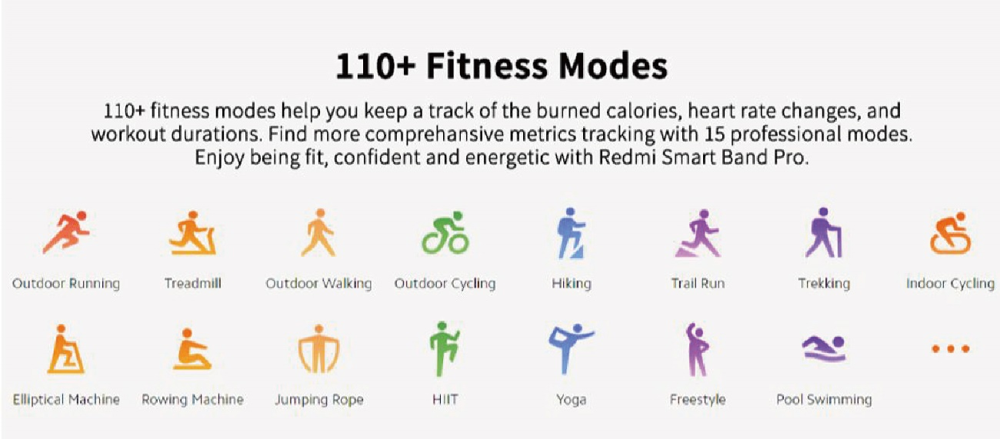 110+ Fitness Modes
110+ fitness modes help you keep a track of the burned calories, heart rate changes, and
workout durations. Find more comprehansive metrics tracking with 15 professional modes.
Enjoy being fit, confident and energetic with Redmi Smart Band Pro.
Outdoor Running Treadmill Outdoor Walking Outdoor Cycling Hiking Trail Run Trekking Indoor Cycling
Elliptical Machine Rowing Machine Jumping Rope HIIT Yoga Freestyle Pool Swimming